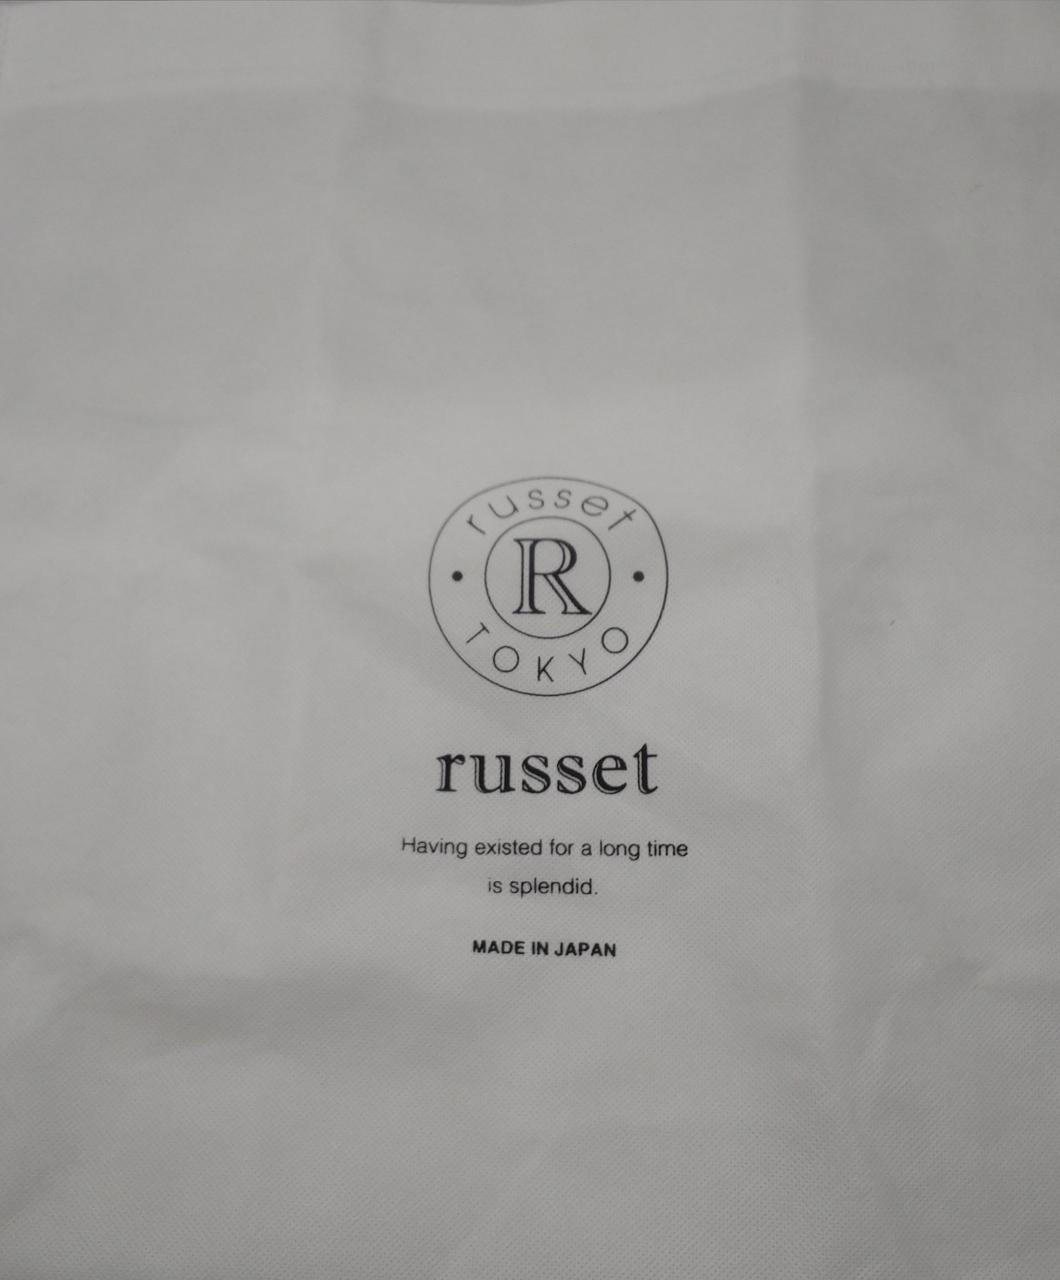 russet
R
TOKYO
russet
Having existed for a long time
is splendid.
MADE IN JAPAN